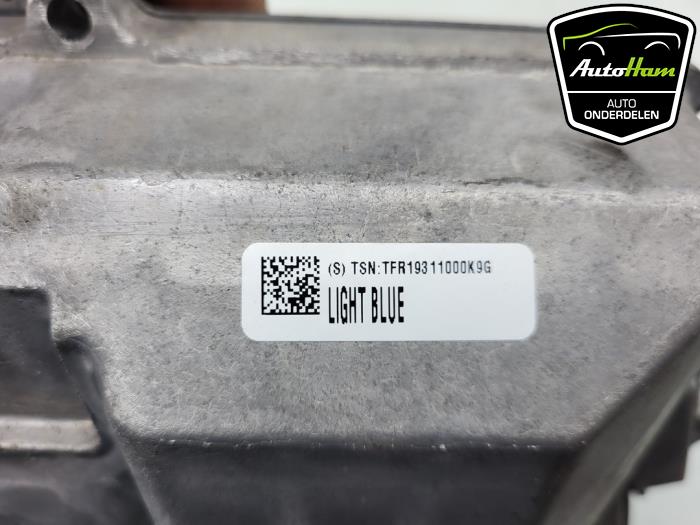 AutoHam
AUTO
ONDERDELEN
(S) TSN:TFR19311000K9G
LIGHT BLUE